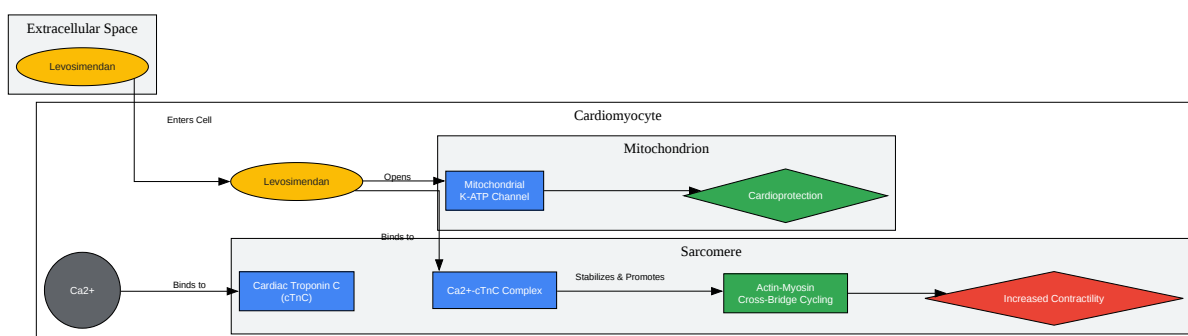 Extracellular Space
Levosimendan
Enters Cell
Cardiomyocyte
Mitochondrion
Levosimendan
Opens
Mitochondrial
K-ATP Channel
Cardioprotection
Binds to
Sarcomere
Ca2+
Binds to
Cardiac Troponin C
(cTnC)
Ca2+-cTnC Complex
Stabilizes & Promotes
Actin-Myosin
Cross-Bridge Cycling
Increased Contractility